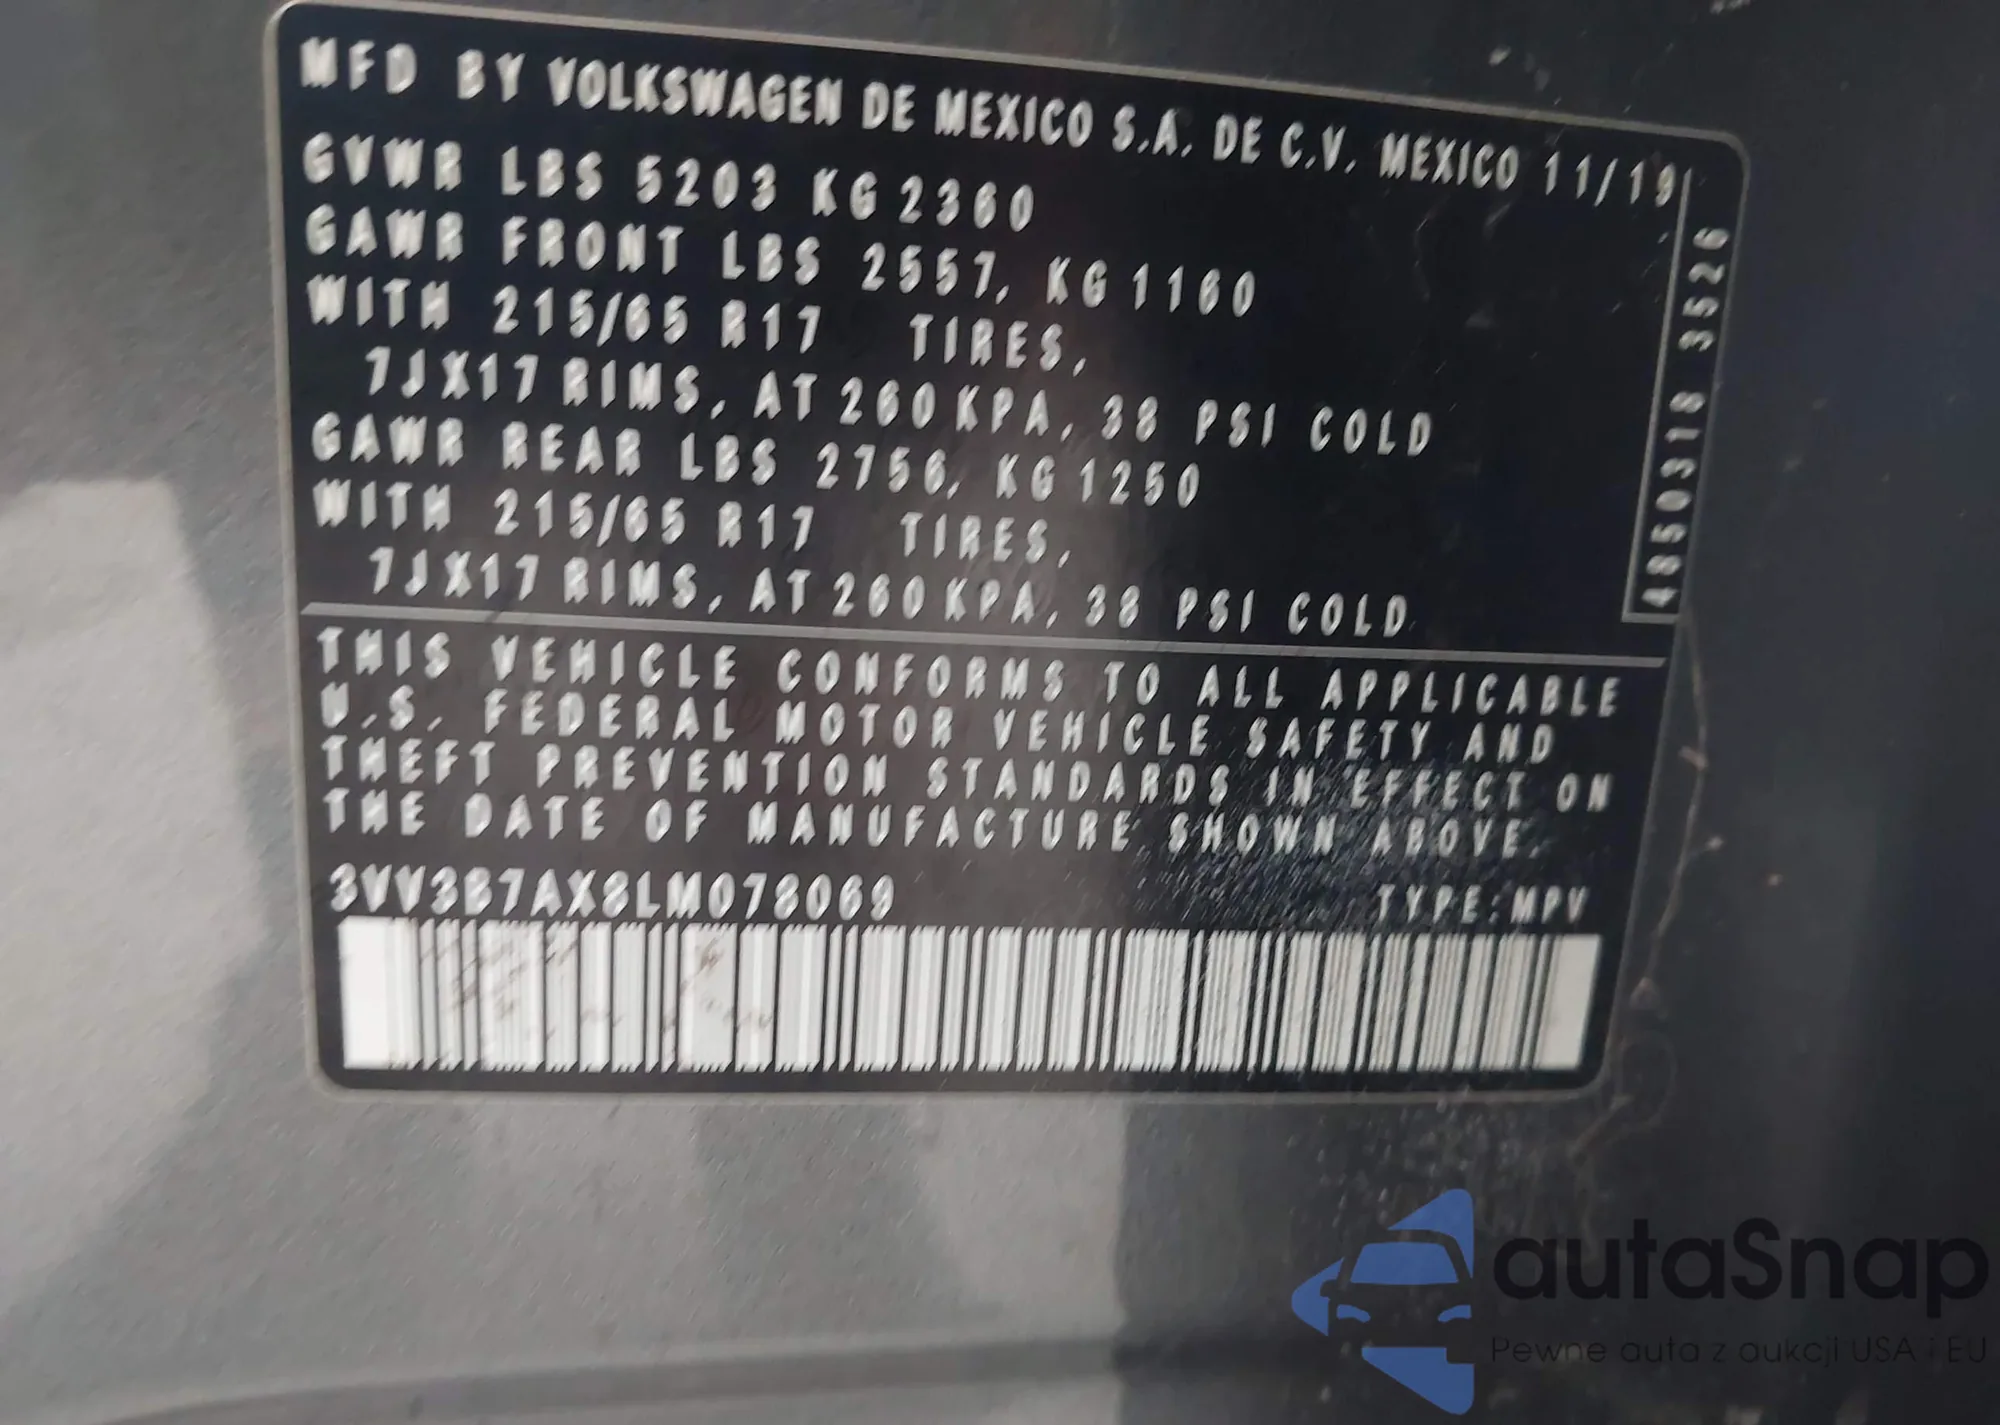 MFD BY VOLKSWAGEN DE MEXICO S.A. DE C.V. MEXICO 11/19
GVWR LBS 5203 KG 2360
GAWR FRONT LBS 2557, KG 1160
WITH 215/65 R17 TIRES,
7JX17 RIMS, AT 260 KPA, 38 PSI COLD
GAWR REAR LBS 2756, KG 1250
WITH 215/65 R17 TIRES,
7JX17 RIMS, AT 260 KPA, 38 PSI COLD
4850318 3526
THIS VEHICLE CONFORMS TO ALL APPLICABLE
U.S. FEDERAL MOTOR VEHICLE SAFETY AND
THEFT PREVENTION STANDARDS IN EFFECT ON
THE DATE OF MANUFACTURE SHOWN ABOVE.
3VV3B7AX8LM078069 TYPE: MPV
autaSnap
Pewne auta z aukcji USA i EU